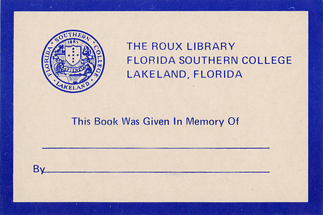 FLORIDA · SOUTHERN · COLLEGE
· LAKELAND ·
THE ROUX LIBRARY
FLORIDA SOUTHERN COLLEGE
LAKELAND, FLORIDA
This Book Was Given In Memory Of
By